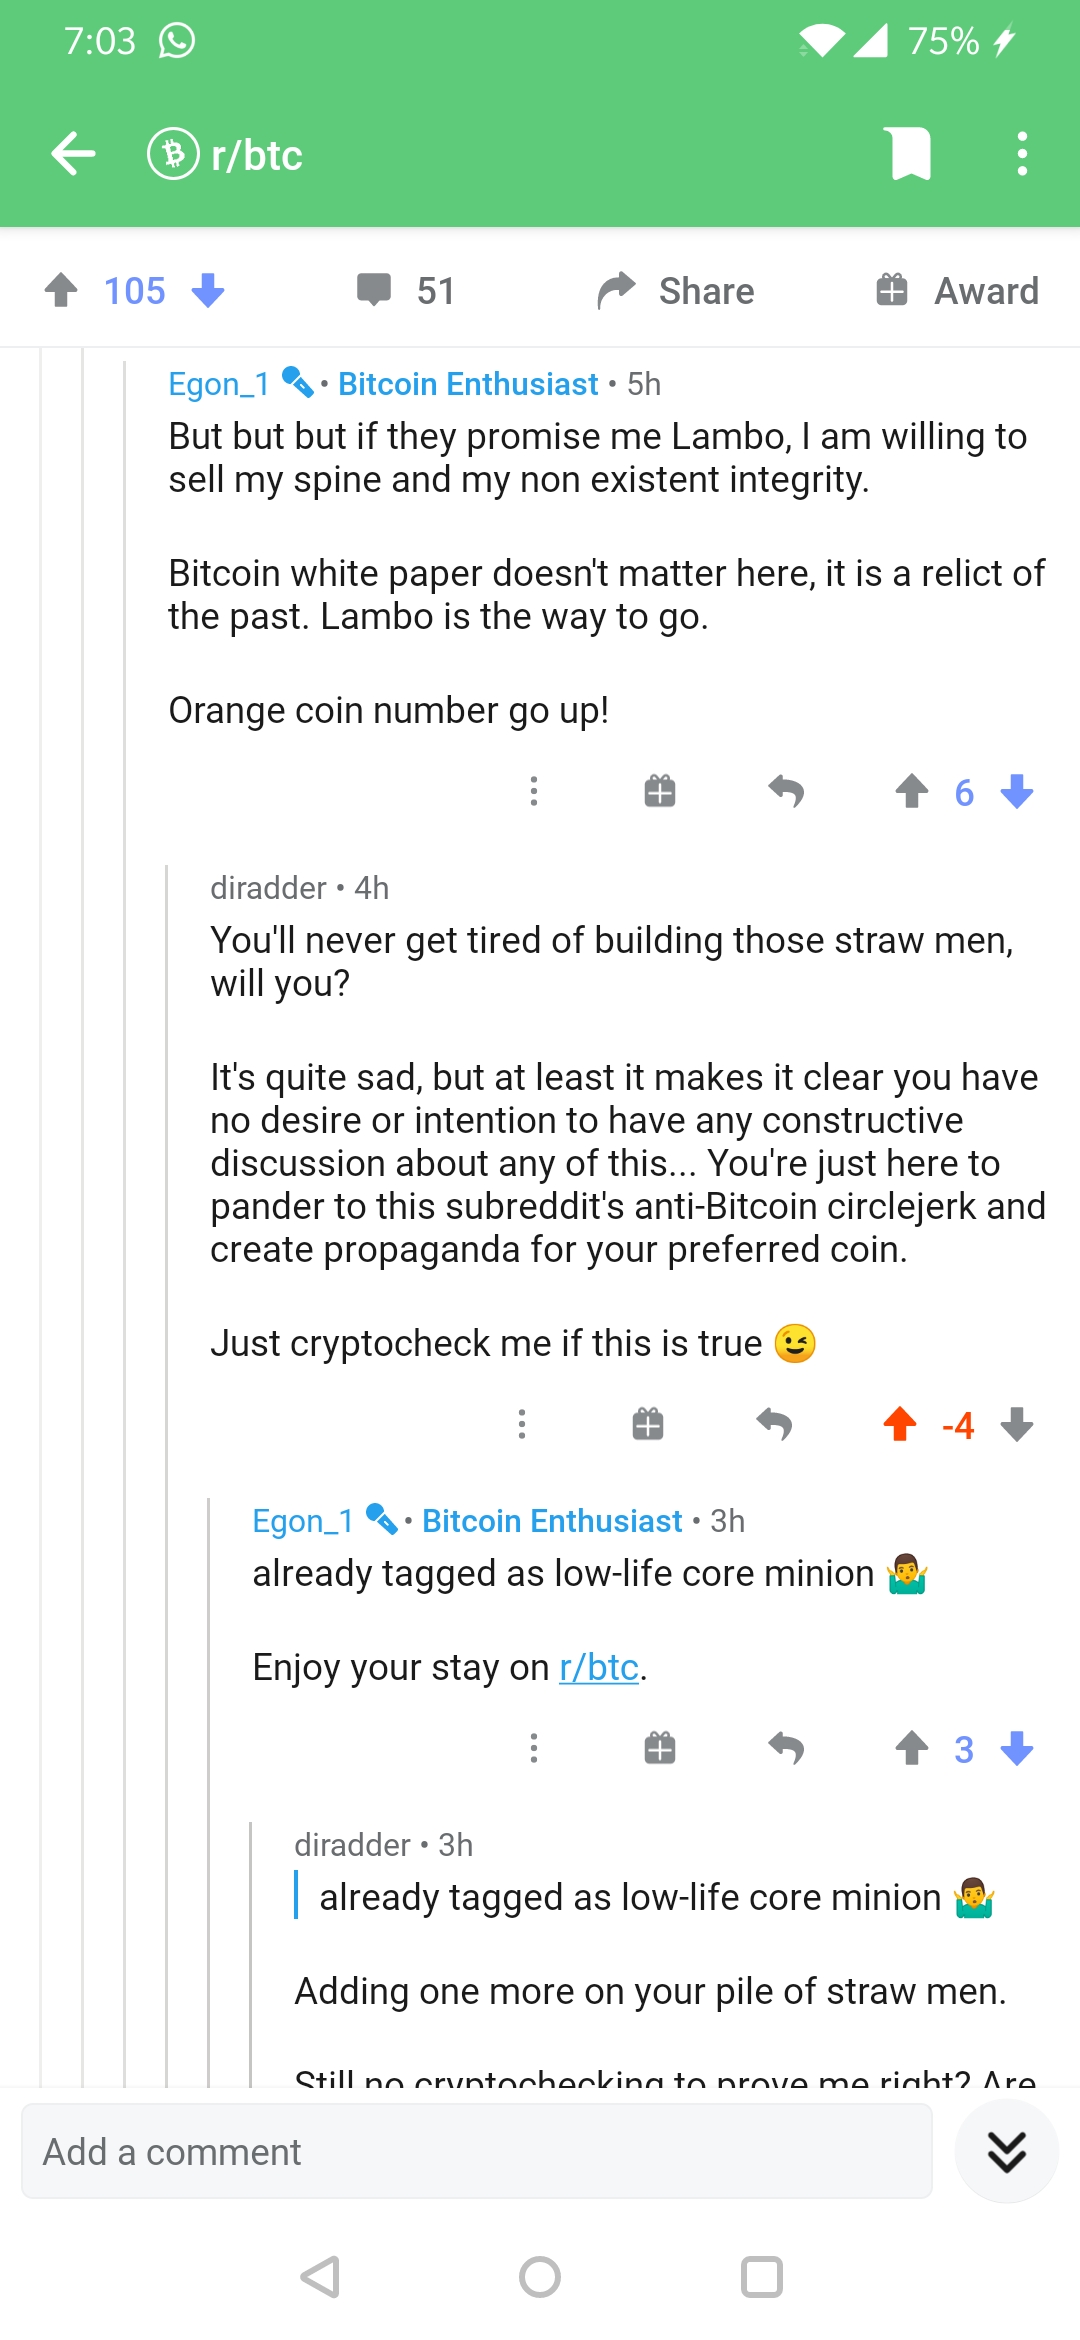 7:03 75%
r/btc
105 51 Share Award
Egon_1 • Bitcoin Enthusiast • 5h
But but but if they promise me Lambo, I am willing to
sell my spine and my non existent integrity.
Bitcoin white paper doesn't matter here, it is a relict of
the past. Lambo is the way to go.
Orange coin number go up!
6
diradder • 4h
You'll never get tired of building those straw men,
will you?
It's quite sad, but at least it makes it clear you have
no desire or intention to have any constructive
discussion about any of this... You're just here to
pander to this subreddit's anti-Bitcoin circlejerk and
create propaganda for your preferred coin.
Just cryptocheck me if this is true 😉
-4
Egon_1 • Bitcoin Enthusiast • 3h
already tagged as low-life core minion 🤷‍♂️
Enjoy your stay on r/btc.
3
diradder • 3h
already tagged as low-life core minion 🤷‍♂️
Adding one more on your pile of straw men.
Still no cryptochecking to prove me right? Are
Add a comment